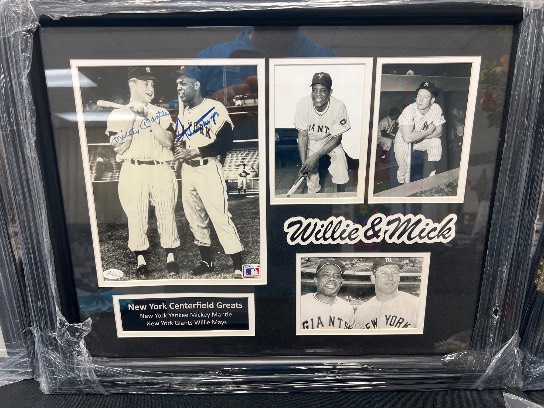 Willie & Mick
New York Centerfield Greats
New York Yankee Mickey Mantle
New York Giants Willie Mays
GIANTS
GIANTS
NEW YORK